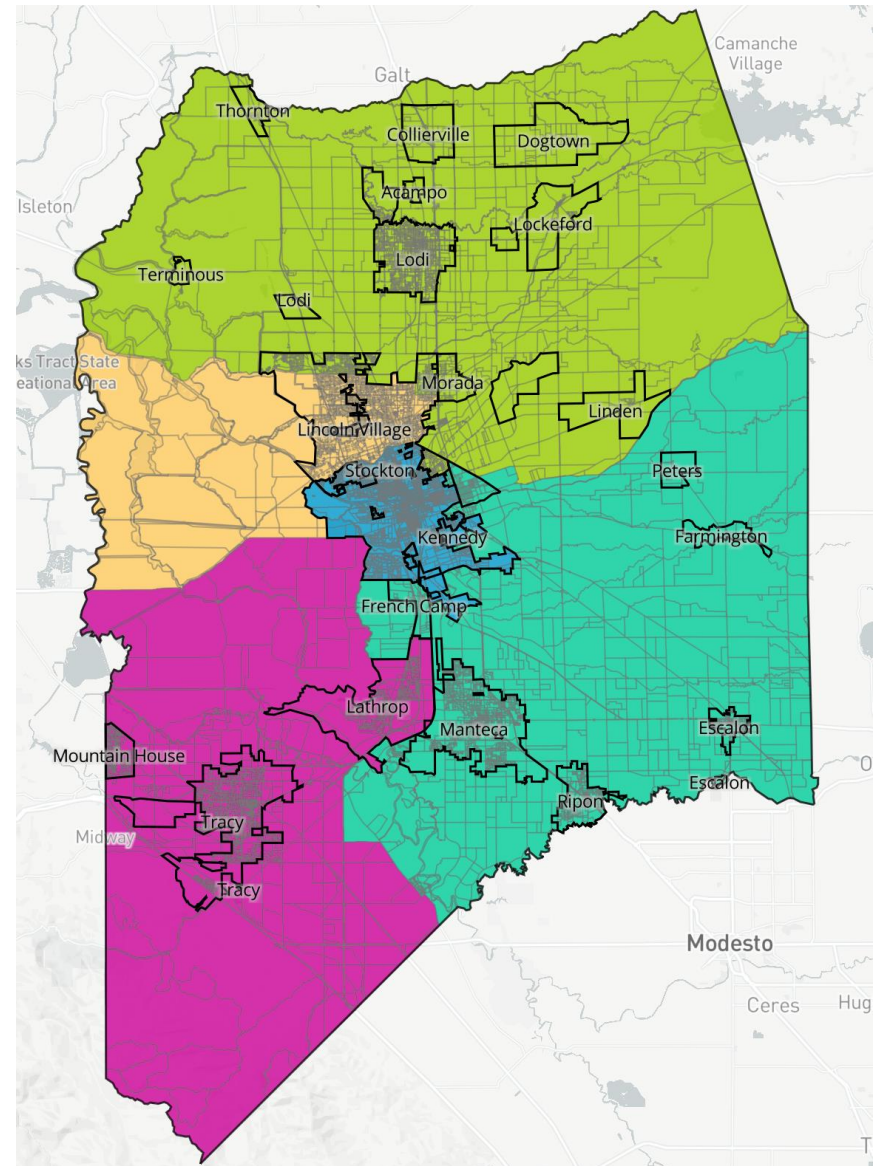 Camanche
Village
Galt
Thornton
Collierville
Dogtown
Acampo
Isleton
Lockeford
Lodi
Terminous
Lodi
ks Tract State
eational Area
Morada
Linden
Lincoln Village
Stockton
Peters
Kennedy
Farmington
French Camp
Lathrop
Manteca
Escalon
Mountain House
O
Escalon
Ripon
Tracy
Midway
Tracy
Modesto
Ceres
Hug
T